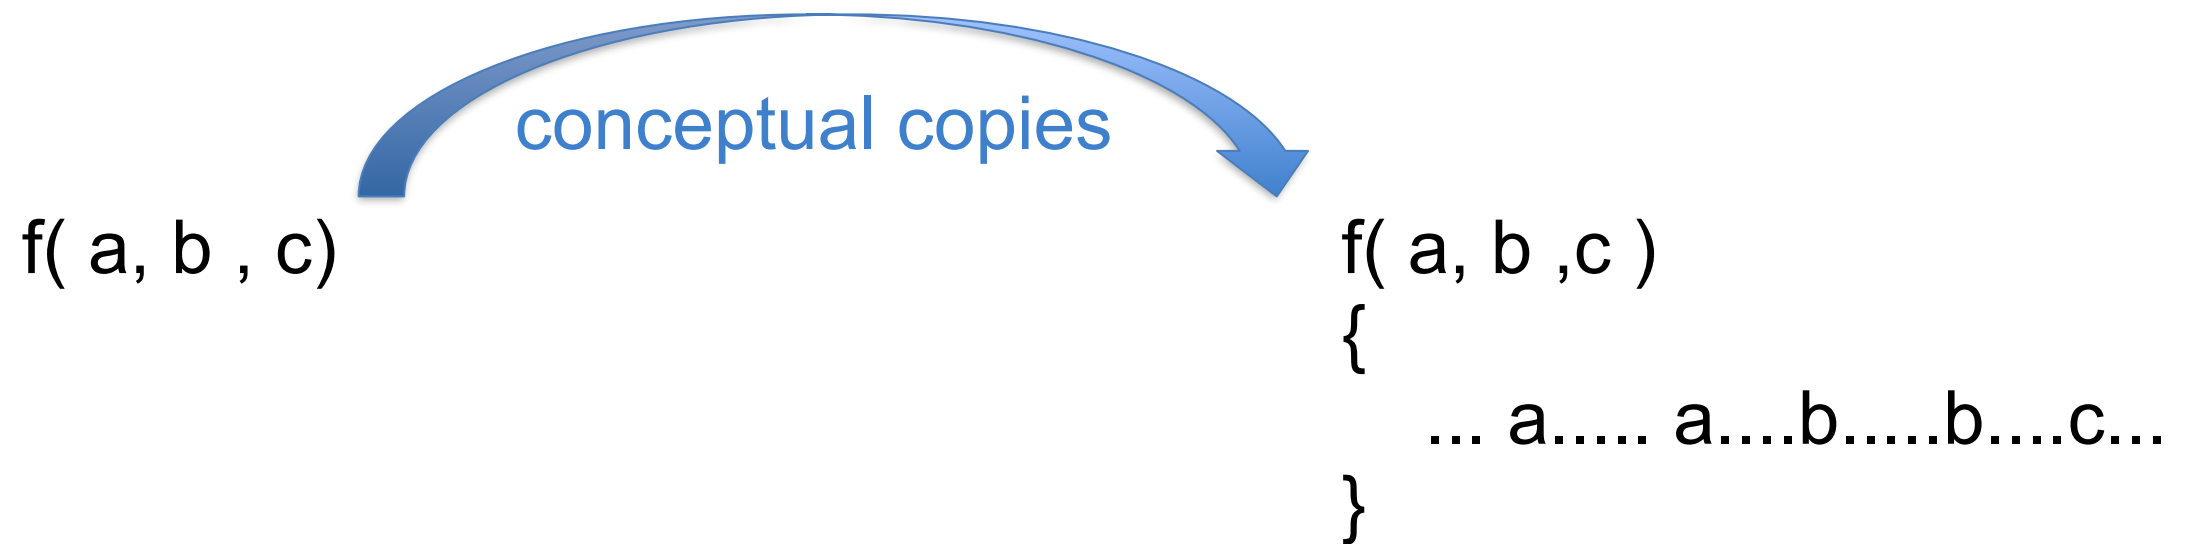 conceptual copies
f( a, b , c)
f( a, b ,c )
{
... a..... a....b.....b....c...
}